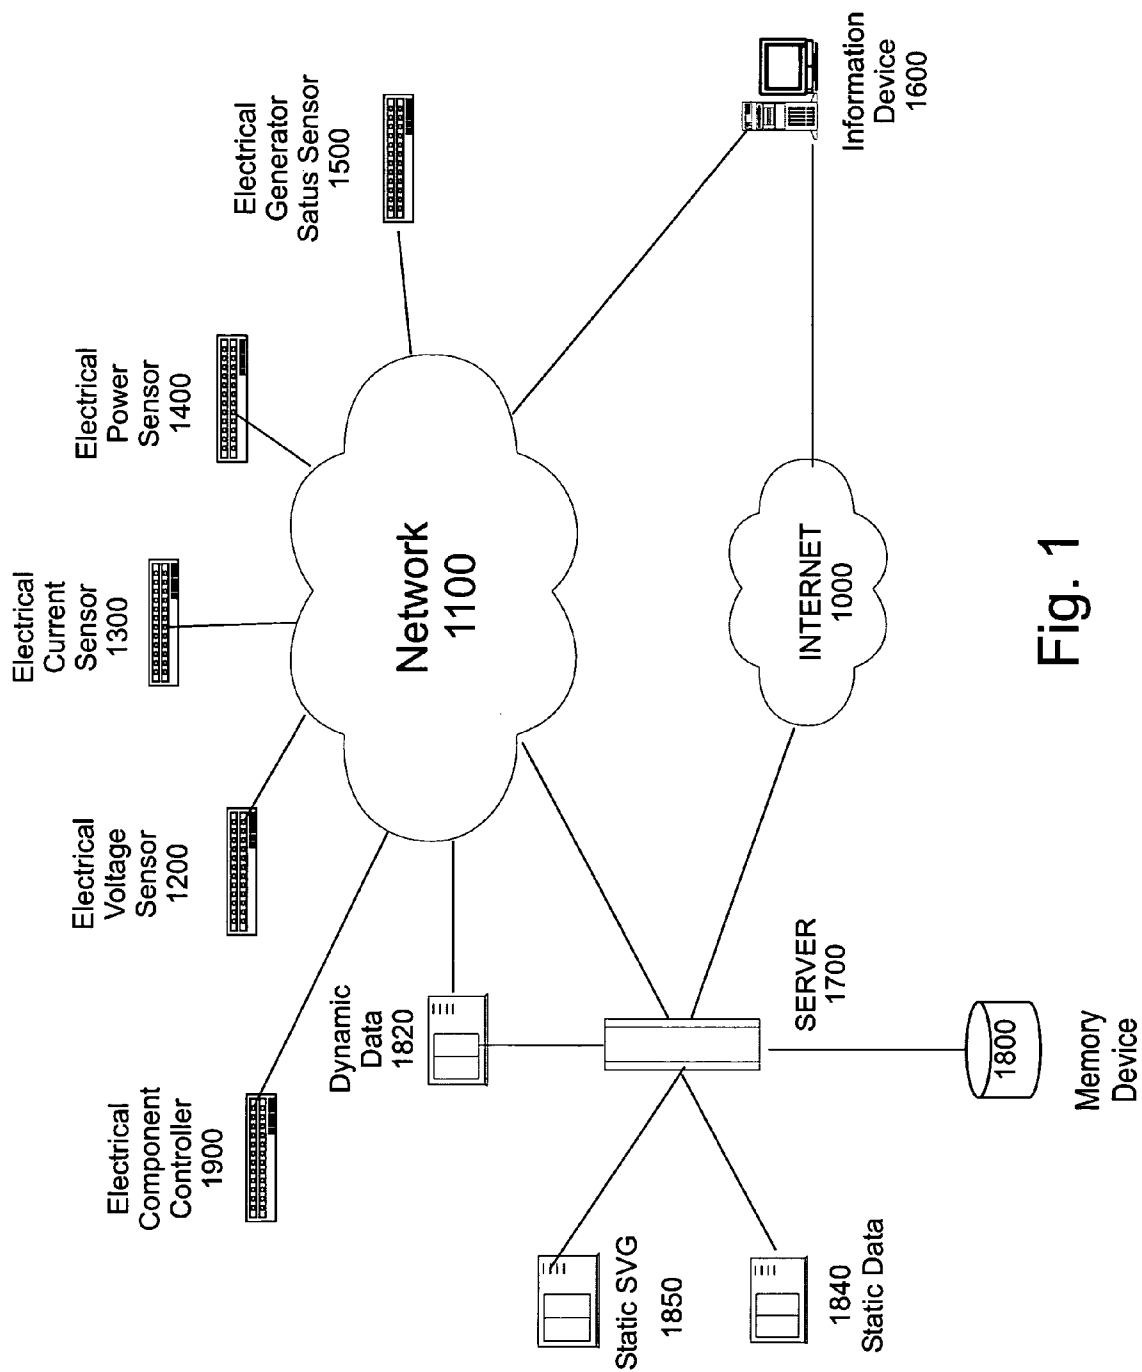 Electrical
Component
Controller
1900
Electrical
Voltage
Sensor
1200
Electrical
Current
Sensor
1300
Electrical
Power
Sensor
1400
Electrical
Generator
Satus Sensor
1500
Dynamic
Data
1820
Network
1100
Static SVG
1850
1840
Static Data
SERVER
1700
INTERNET
1000
Information
Device
1600
1800
Memory
Device
Fig. 1